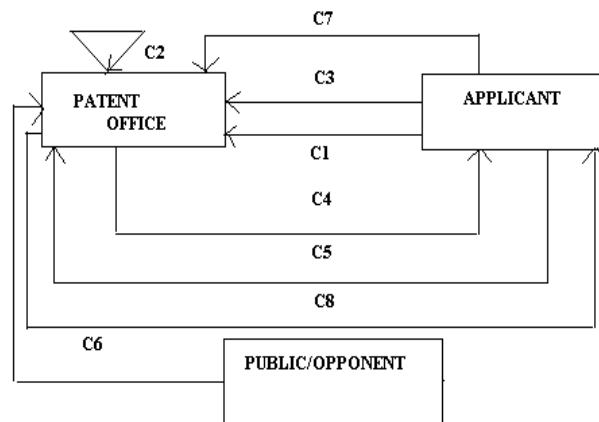 C7
C2
C3
PATENT
OFFICE
APPLICANT
C1
C4
C5
C8
C6
PUBLIC/OPPONENT